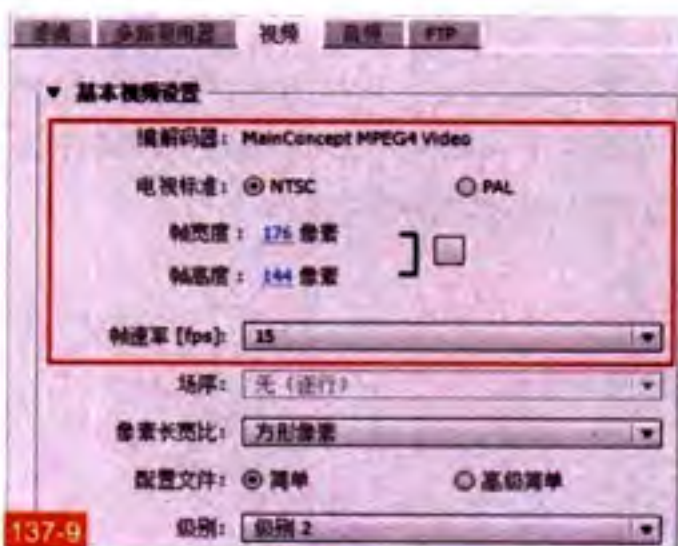 滤镜 多路复用器 视频 音频 FTP
▼ 基本视频设置
编解码器: MainConcept MPEG4 Video
电视标准: NTSC PAL
帧宽度: 176 像素
帧高度: 144 像素
帧速率 [fps]: 15
场序: 无 (逐行)
像素长宽比: 方形像素
配置文件: 简单 高级简单
级别: 级别 2
137-9